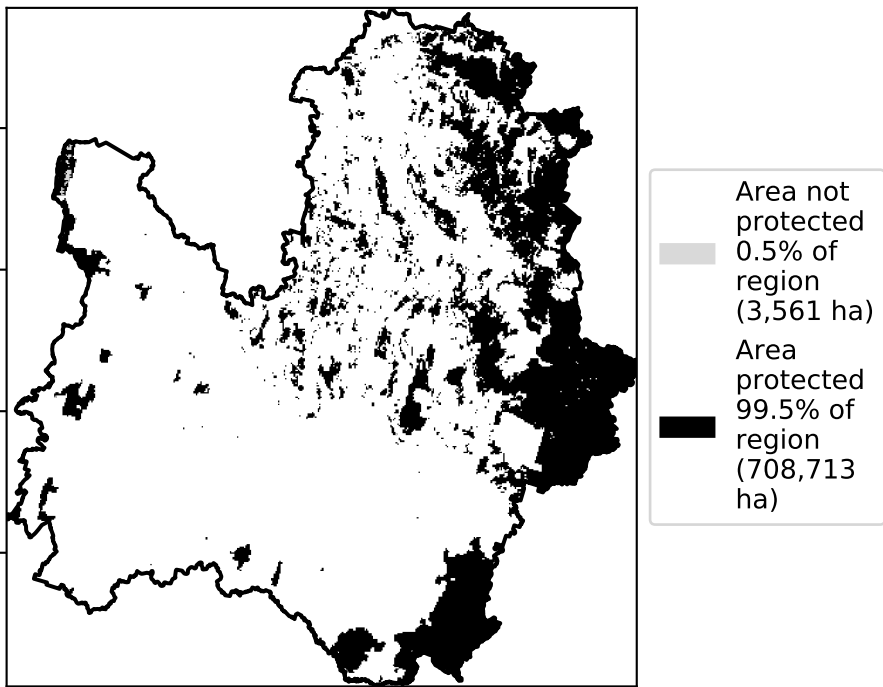 Area not
protected
0.5% of
region
(3,561 ha)
Area
protected
99.5% of
region
(708,713
ha)